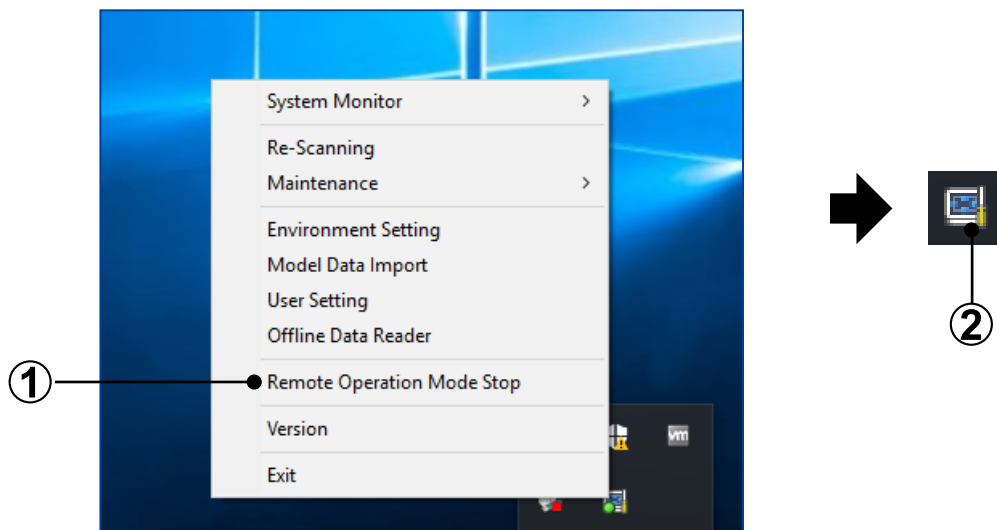 System Monitor
Re-Scanning
Maintenance
Environment Setting
Model Data Import
User Setting
Offline Data Reader
1
Remote Operation Mode Stop
Version
vm
Exit
2